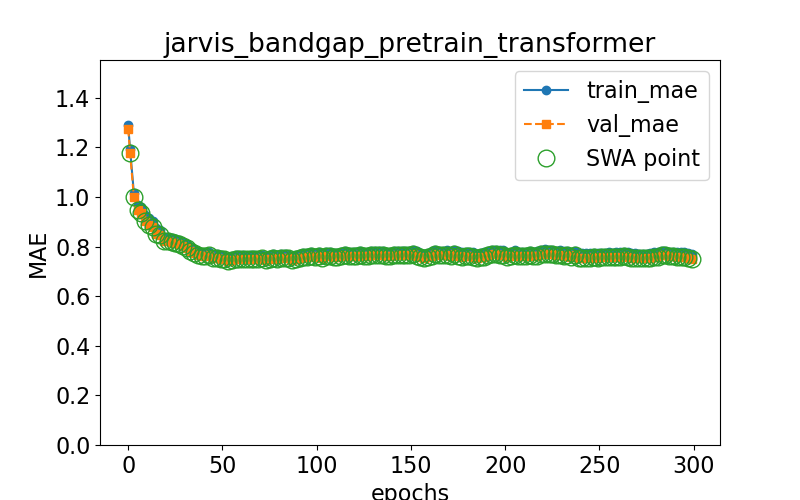 jarvis_bandgap_pretrain_transformer
train_mae
val_mae
SWA point
MAE
1.4
1.2
1.0
0.8
0.6
0.4
0.2
0.0
0 50 100 150 200 250 300
epochs